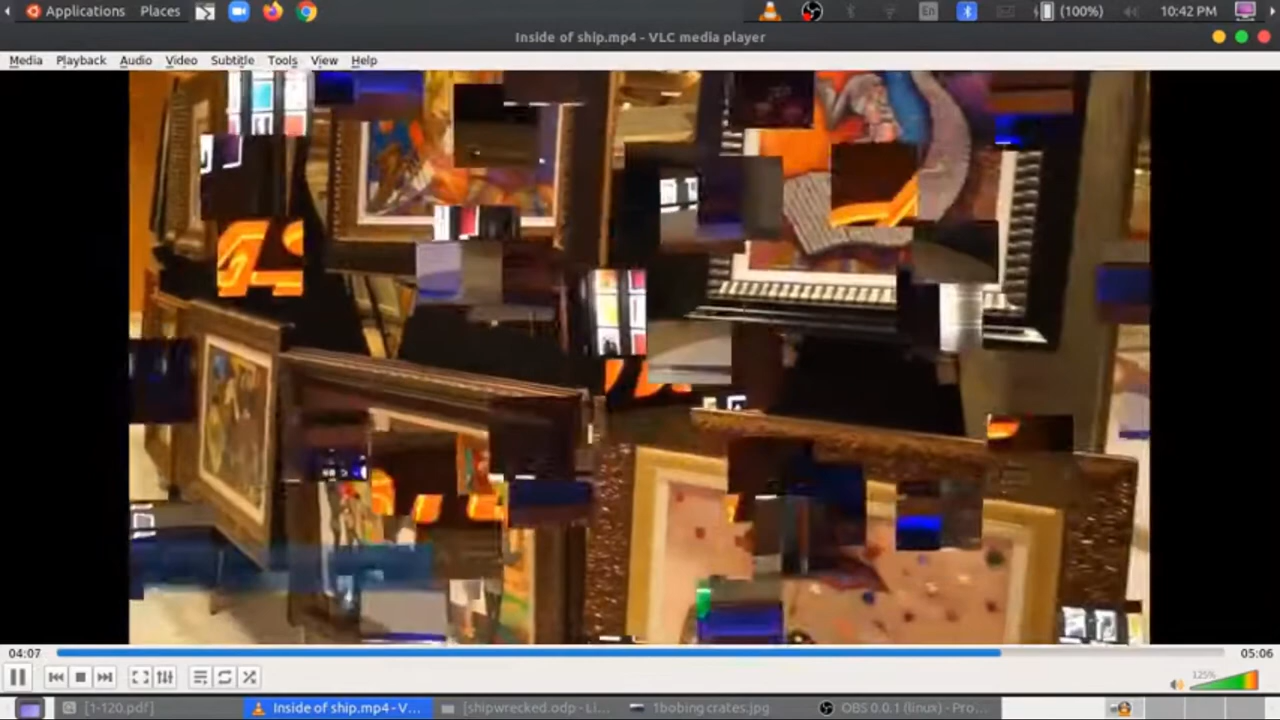 Applications Places En (100%) 10:42 PM
Inside of ship.mp4 - VLC media player
Media Playback Audio Video Subtitle Tools View Help
04:07 05:06
125%
[1-120.pdf] Inside of ship.mp4 - V... [shipwrecked.odp - Li... 1bobing crates.jpg OBS 0.0.1 (linux) - Pro...